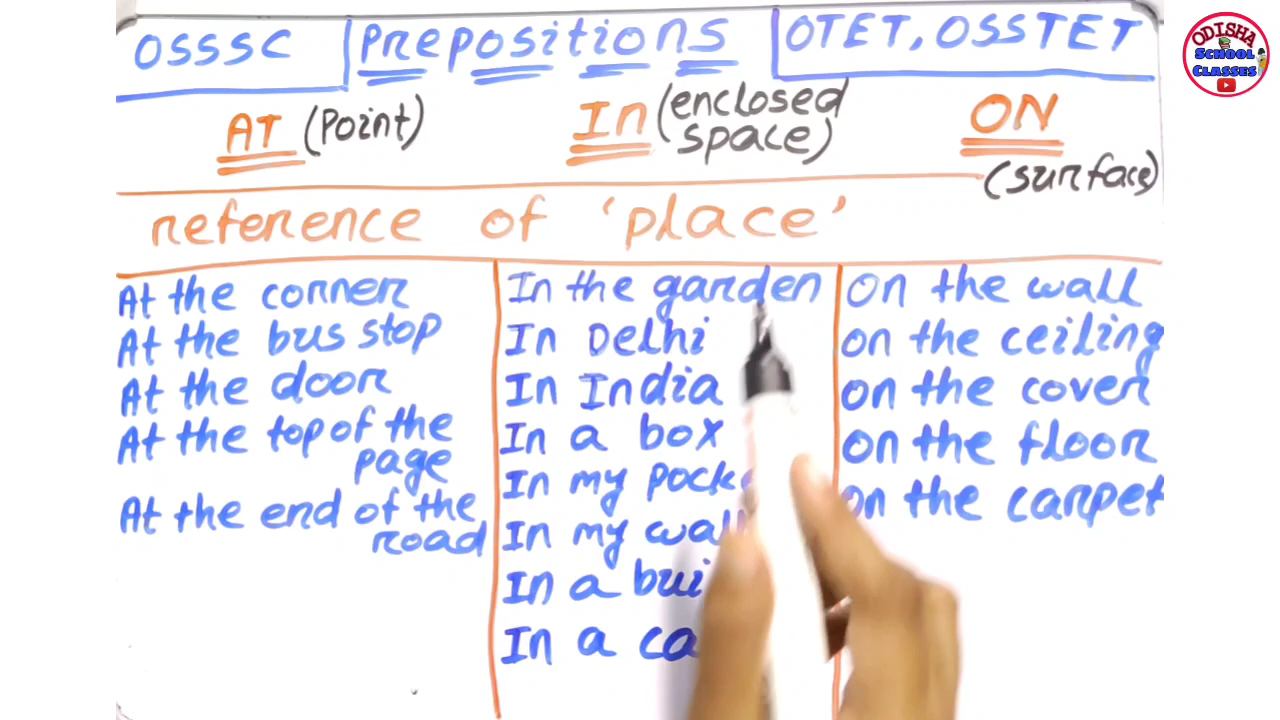 OSSSC
Prepositions
OTET, OSSTET
ODISHA
SCHOOL
CLASSES
AT (Point)
In (enclosed
space)
ON
(surface)
reference of 'place'
At the corner
At the bus stop
At the door
At the top of the
page
At the end of the
road
In the garden
In Delhi
In India
In a box
In my
In my
In a
In a
on the wall
on the ceiling
on the cover
on the floor
on the carpet